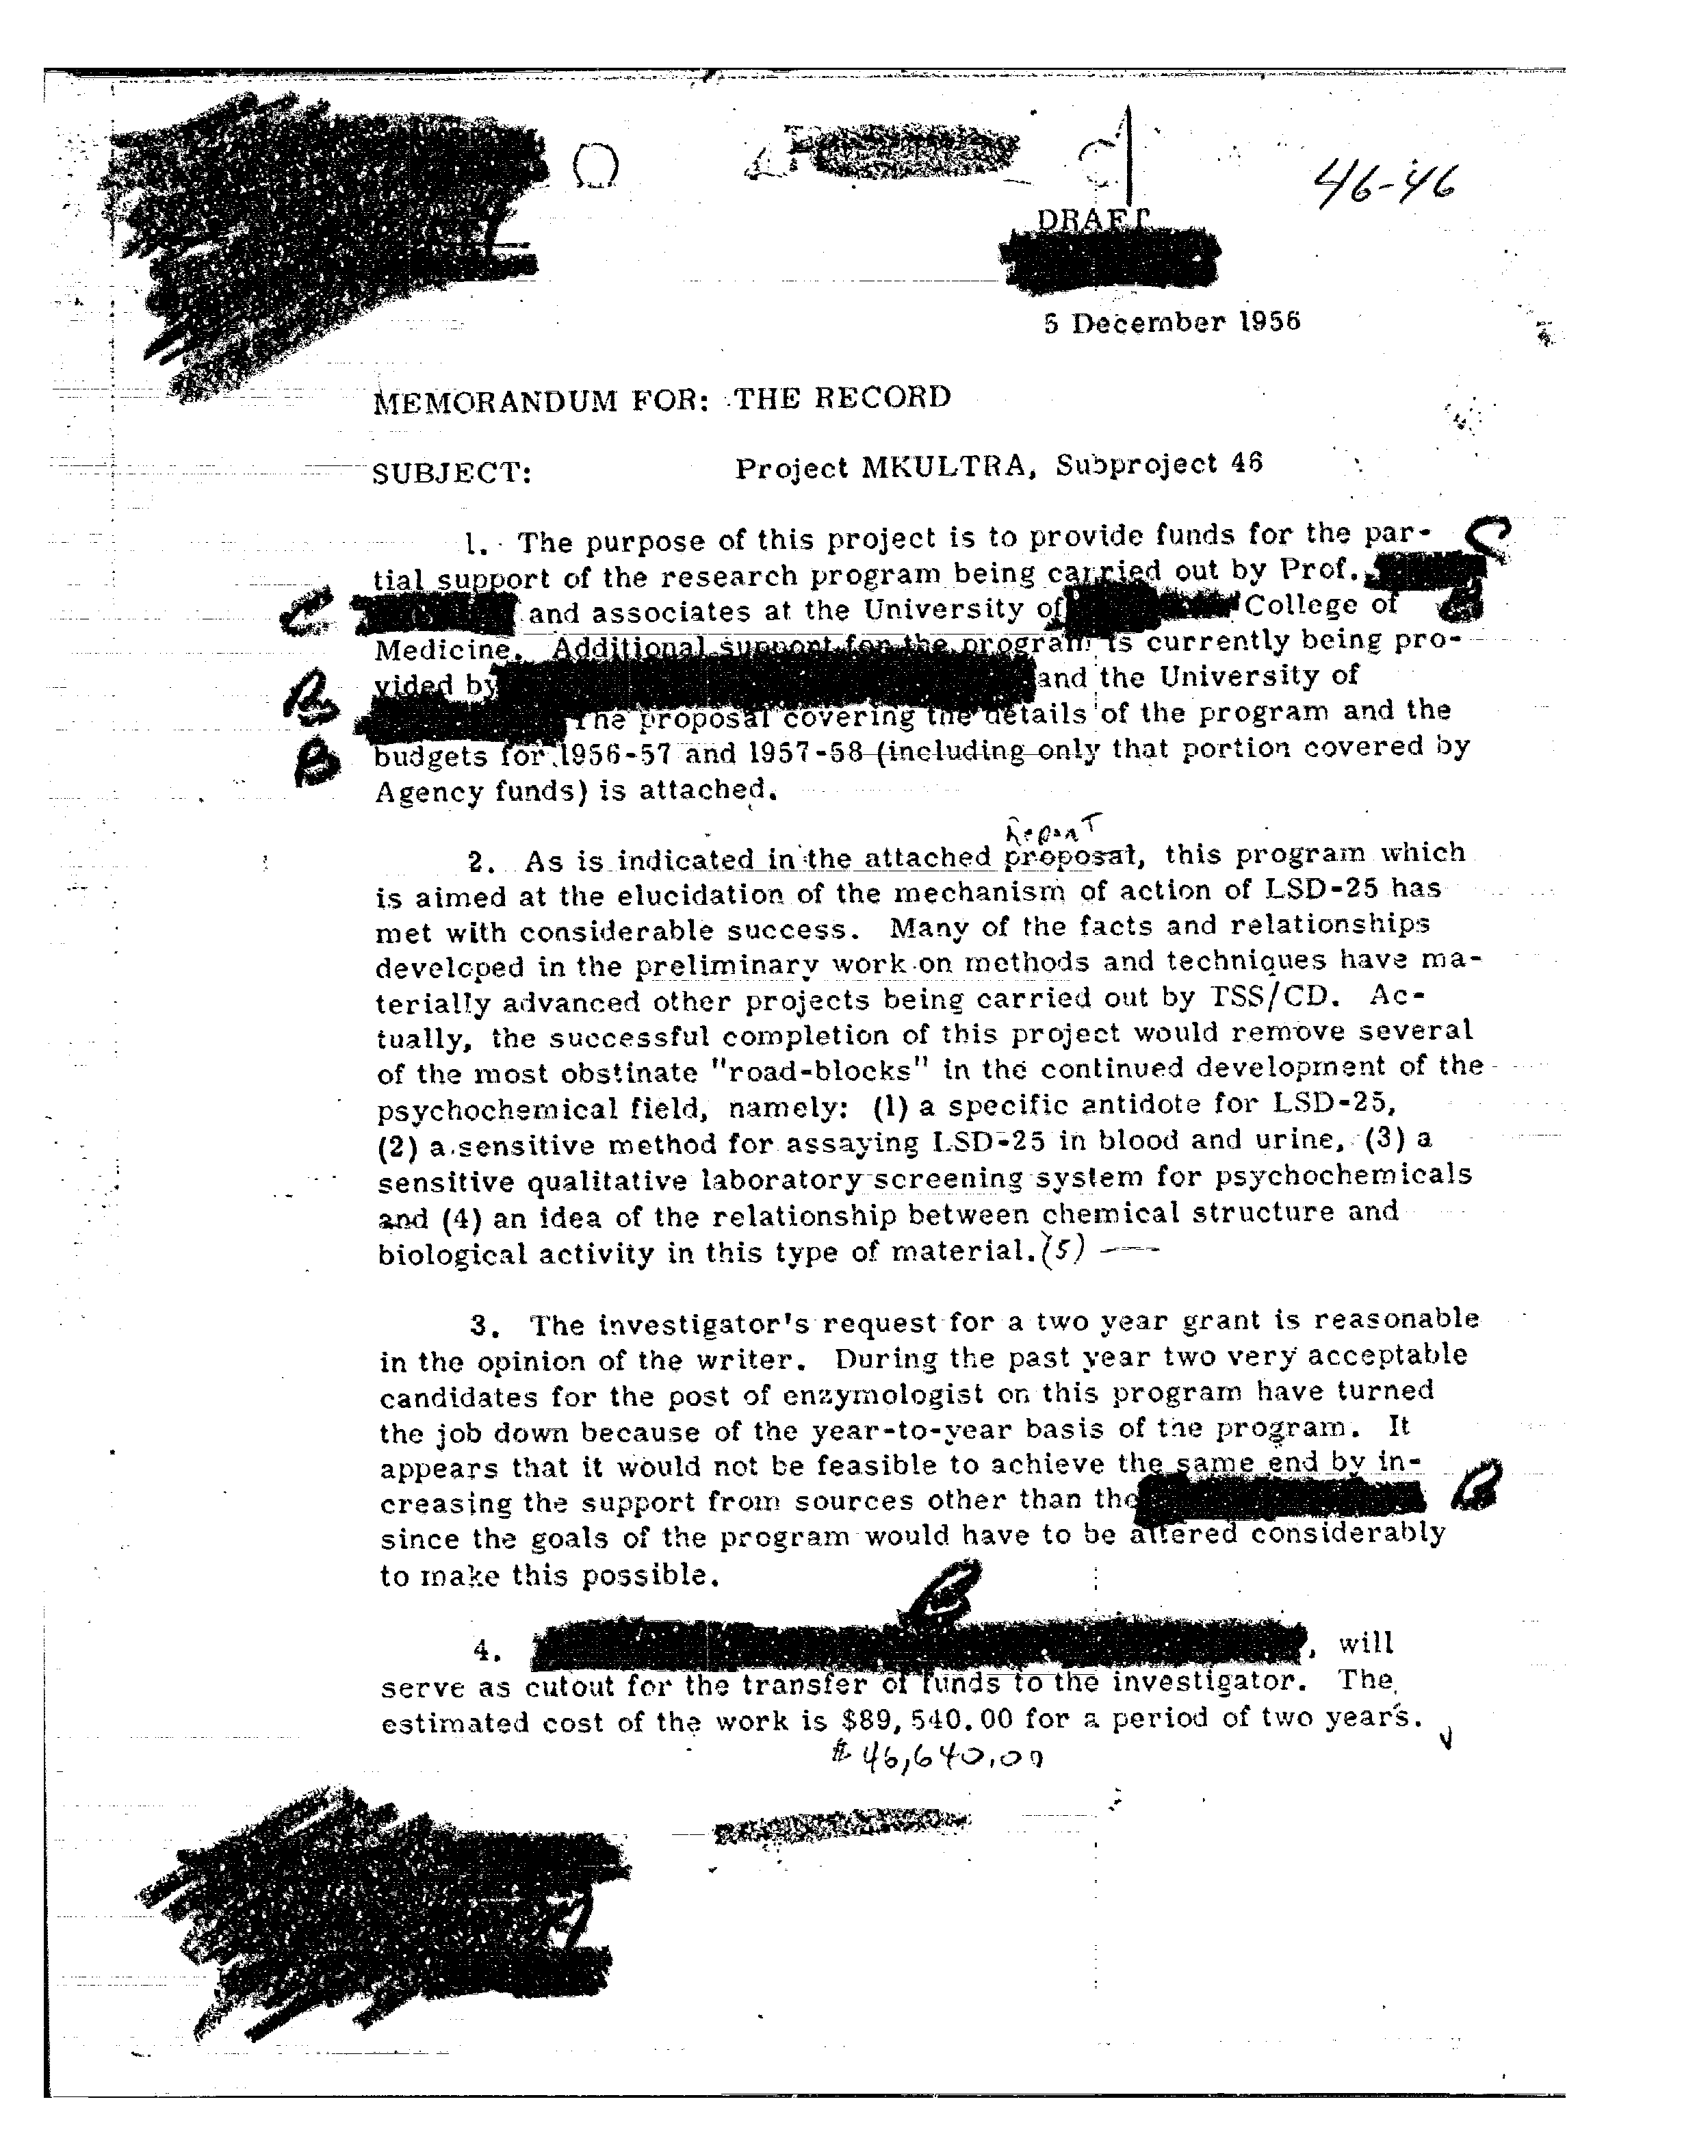 46-46
DRAFT
5 December 1956
MEMORANDUM FOR: THE RECORD
SUBJECT: Project MKULTRA, Subproject 46
1. The purpose of this project is to provide funds for the par-
C
tial support of the research program being carried out by Prof.
C and associates at the University of College of B
Medicine. Additional support for the program is currently being pro-
vided by and the University of
B
The proposal covering the details of the program and the
B
budgets for 1956-57 and 1957-58 (including only that portion covered by
Agency funds) is attached.
Report
2. As is indicated in the attached proposal, this program which
is aimed at the elucidation of the mechanism of action of LSD-25 has
met with considerable success. Many of the facts and relationships
developed in the preliminary work on methods and techniques have ma-
terially advanced other projects being carried out by TSS/CD. Ac-
tually, the successful completion of this project would remove several
of the most obstinate "road-blocks" in the continued development of the
psychochemical field, namely: (1) a specific antidote for LSD-25,
(2) a sensitive method for assaying LSD-25 in blood and urine, (3) a
sensitive qualitative laboratory screening system for psychochemicals
and (4) an idea of the relationship between chemical structure and
biological activity in this type of material. (5) ----
3. The investigator's request for a two year grant is reasonable
in the opinion of the writer. During the past year two very acceptable
candidates for the post of enzymologist on this program have turned
the job down because of the year-to-year basis of the program. It
appears that it would not be feasible to achieve the same end by in-
creasing the support from sources other than the B
since the goals of the program would have to be altered considerably
to make this possible.
B
4. , will
serve as cutout for the transfer of funds to the investigator. The
estimated cost of the work is $89,540.00 for a period of two years.
$46,640.00